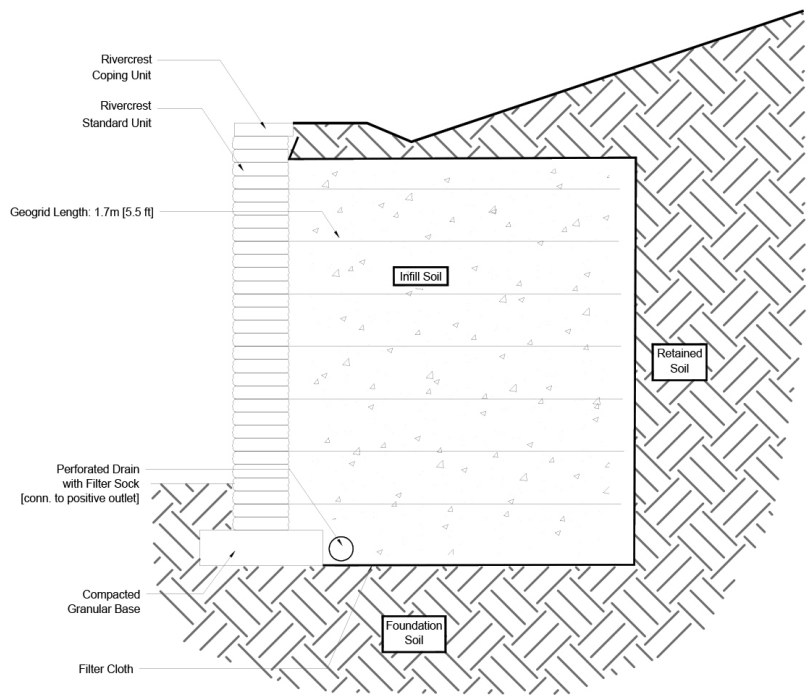 Rivercrest
Coping Unit
Rivercrest
Standard Unit
Geogrid Length: 1.7m [5.5 ft]
Infill Soil
Retained
Soil
Perforated Drain
with Filter Sock
[conn. to positive outlet]
Compacted
Granular Base
Foundation
Soil
Filter Cloth